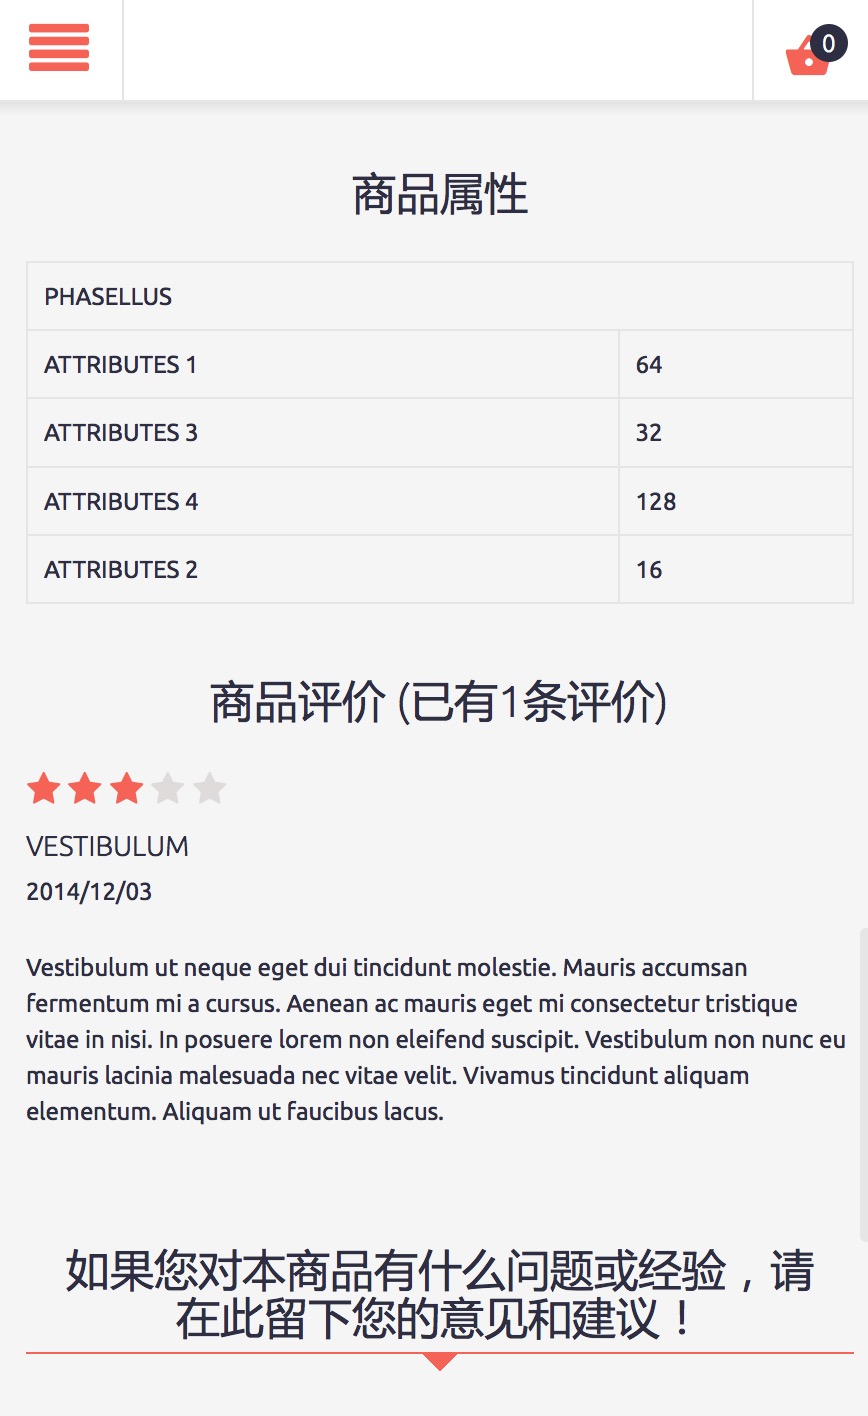 0
商品属性
PHASELLUS
ATTRIBUTES 1 64
ATTRIBUTES 3 32
ATTRIBUTES 4 128
ATTRIBUTES 2 16
商品评价 (已有1条评价)
VESTIBULUM
2014/12/03
Vestibulum ut neque eget dui tincidunt molestie. Mauris accumsan
fermentum mi a cursus. Aenean ac mauris eget mi consectetur tristique
vitae in nisi. In posuere lorem non eleifend suscipit. Vestibulum non nunc eu
mauris lacinia malesuada nec vitae velit. Vivamus tincidunt aliquam
elementum. Aliquam ut faucibus lacus.
如果您对本商品有什么问题或经验，请
在此留下您的意见和建议！